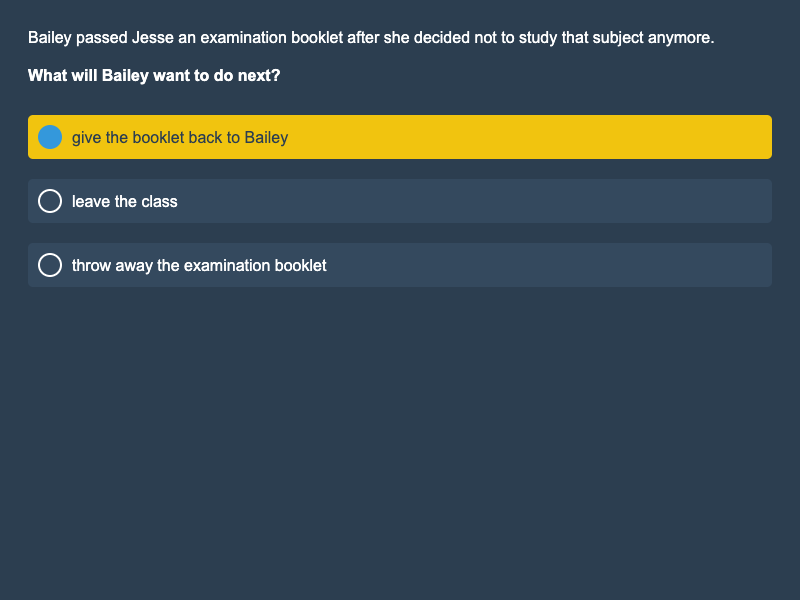 Bailey passed Jesse an examination booklet after she decided not to study that subject anymore.
What will Bailey want to do next?
give the booklet back to Bailey
leave the class
throw away the examination booklet